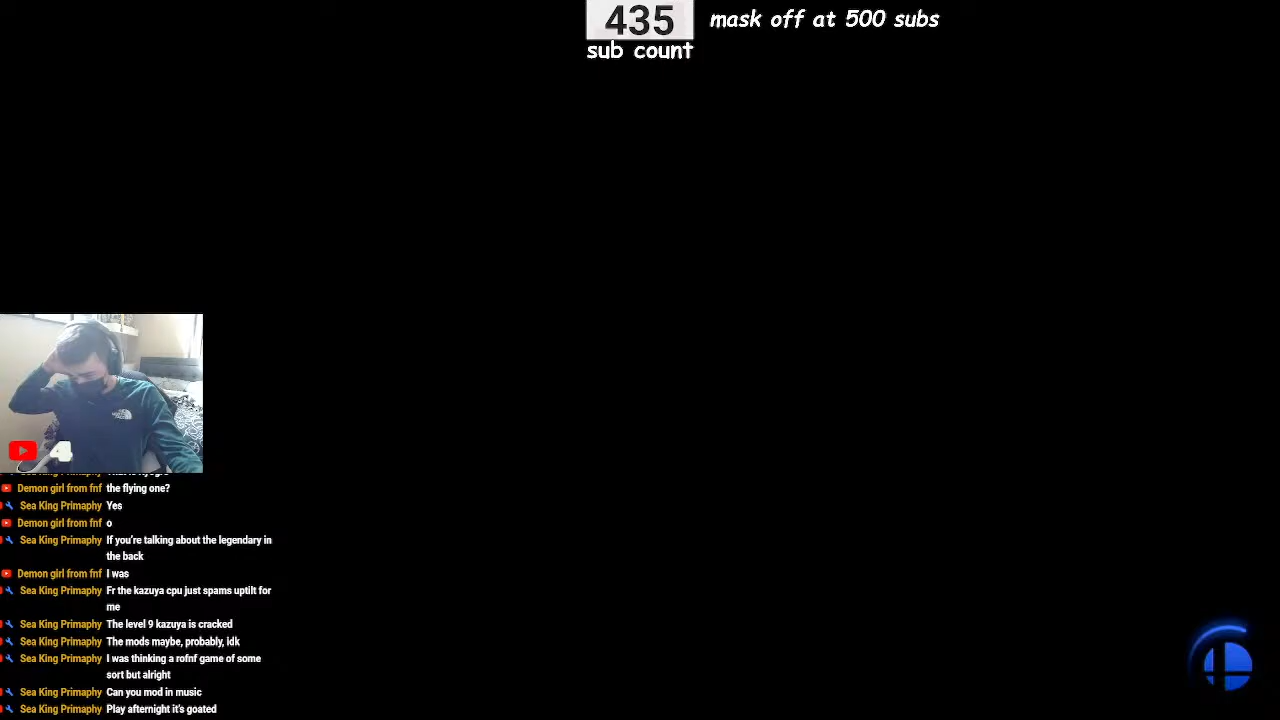 435
mask off at 500 subs
sub count
4
Demon girl from fnf the flying one?
Sea King Primaphy Yes
Demon girl from fnf o
Sea King Primaphy If you're talking about the legendary in
the back
Demon girl from fnf I was
Sea King Primaphy Fr the kazuya cpu just spams uptilt for
me
Sea King Primaphy The level 9 kazuya is cracked
Sea King Primaphy The mods maybe, probably, idk
Sea King Primaphy I was thinking a rofnf game of some
sort but alright
Sea King Primaphy Can you mod in music
Sea King Primaphy Play afternight it's goated